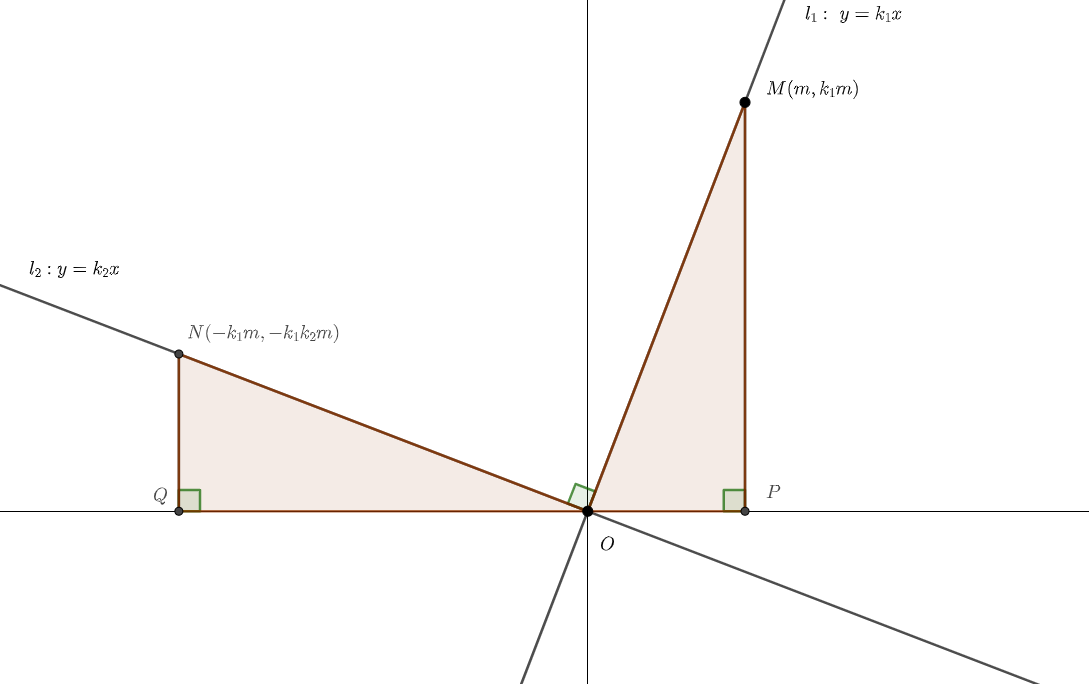 l₁ : y = k₁x
M(m, k₁m)
l₂ : y = k₂x
N(−k₁m, −k₁k₂m)
Q
P
O